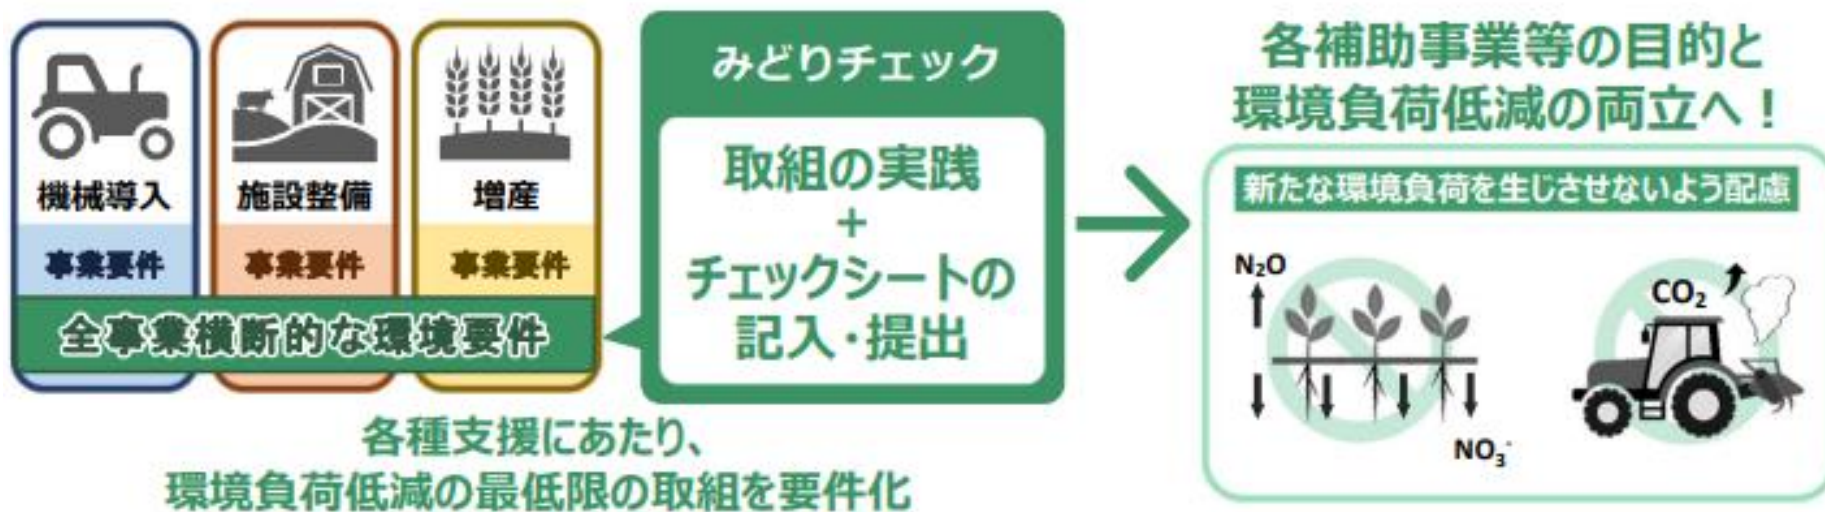 機械導入
事業要件
施設整備
事業要件
増産
事業要件
全事業横断的な環境要件
各種支援にあたり、
環境負荷低減の最低限の取組を要件化
みどりチェック
取組の実践
+
チェックシートの
記入・提出
各補助事業等の目的と
環境負荷低減の両立へ!
新たな環境負荷を生じさせないよう配慮
N₂O
NO₃⁻
CO₂